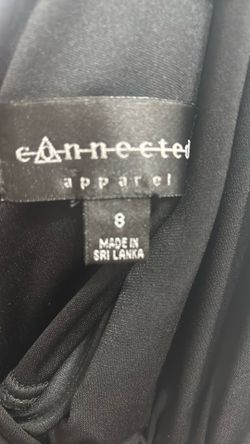 connected
apparel
8
MADE IN
SRI LANKA